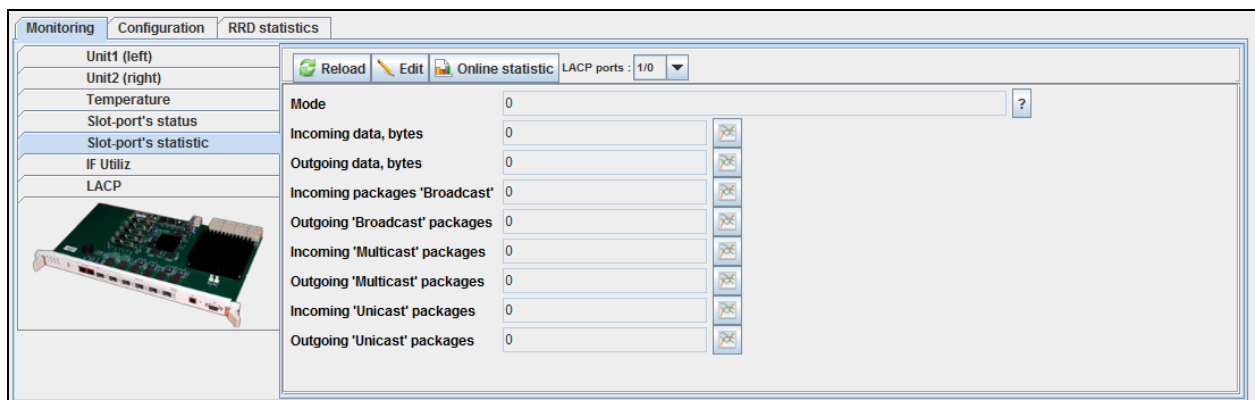 Monitoring Configuration RRD statistics
Unit1 (left)
Unit2 (right)
Temperature
Slot-port's status
Slot-port's statistic
IF Utiliz
LACP
Reload Edit Online statistic LACP ports : 1/0
Mode 0 ?
Incoming data, bytes 0
Outgoing data, bytes 0
Incoming packages 'Broadcast' 0
Outgoing 'Broadcast' packages 0
Incoming 'Multicast' packages 0
Outgoing 'Multicast' packages 0
Incoming 'Unicast' packages 0
Outgoing 'Unicast' packages 0